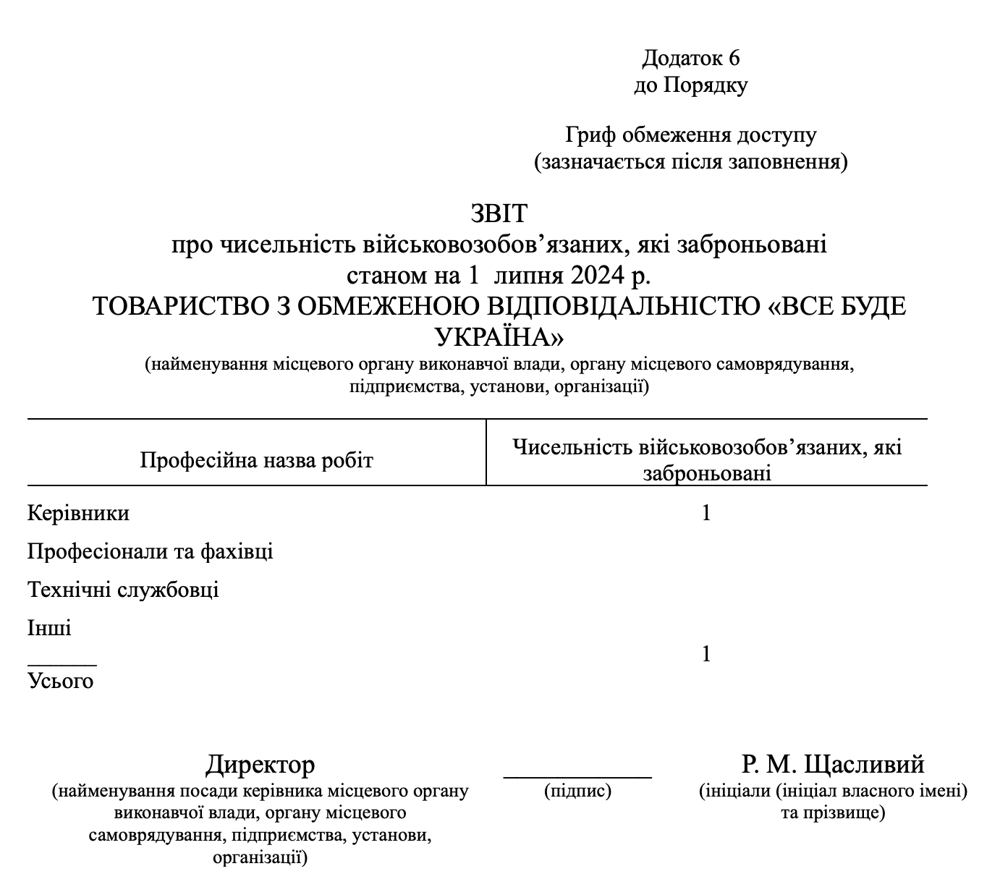 Додаток 6
до Порядку
Гриф обмеження доступу
(зазначається після заповнення)
ЗВІТ
про чисельність військовозобов’язаних, які заброньовані
станом на 1  липня 2024 р.
ТОВАРИСТВО З ОБМЕЖЕНОЮ ВІДПОВІДАЛЬНІСТЮ «ВСЕ БУДЕ
УКРАЇНА»
(найменування місцевого органу виконавчої влади, органу місцевого самоврядування,
підприємства, установи, організації)
Професійна назва робіт
Чисельність військовозобов’язаних, які
заброньовані
Керівники 1
Професіонали та фахівці
Технічні службовці
Інші
______ 1
Усього
Директор ____________ Р. М. Щасливий
(найменування посади керівника місцевого органу
виконавчої влади, органу місцевого
самоврядування, підприємства, установи,
організації)
(підпис)
(ініціали (ініціал власного імені)
та прізвище)